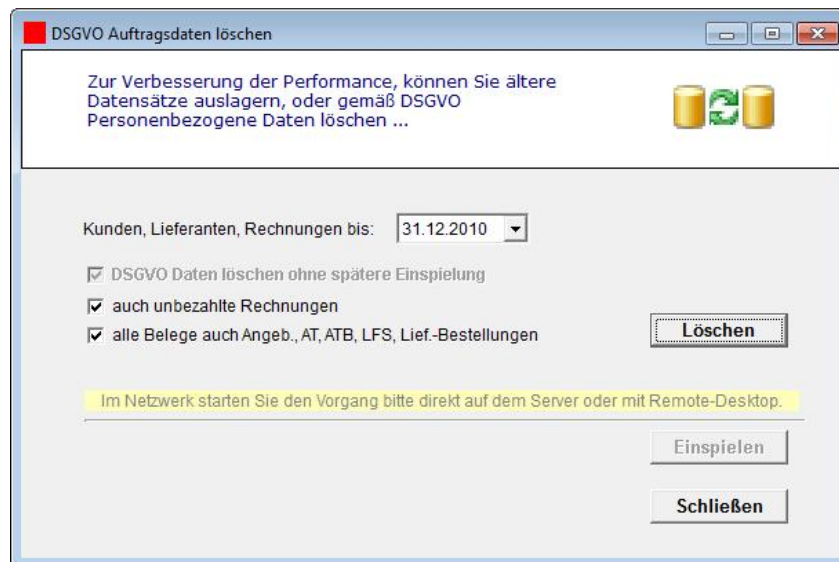 DSGVO Auftragsdaten löschen
Zur Verbesserung der Performance, können Sie ältere
Datensätze auslagern, oder gemäß DSGVO
Personenbezogene Daten löschen ...
Kunden, Lieferanten, Rechnungen bis: 31.12.2010
DSGVO Daten löschen ohne spätere Einspielung
auch unbezahlte Rechnungen
alle Belege auch Angeb., AT, ATB, LFS, Lief.-Bestellungen
Löschen
Im Netzwerk starten Sie den Vorgang bitte direkt auf dem Server oder mit Remote-Desktop.
Einspielen
Schließen